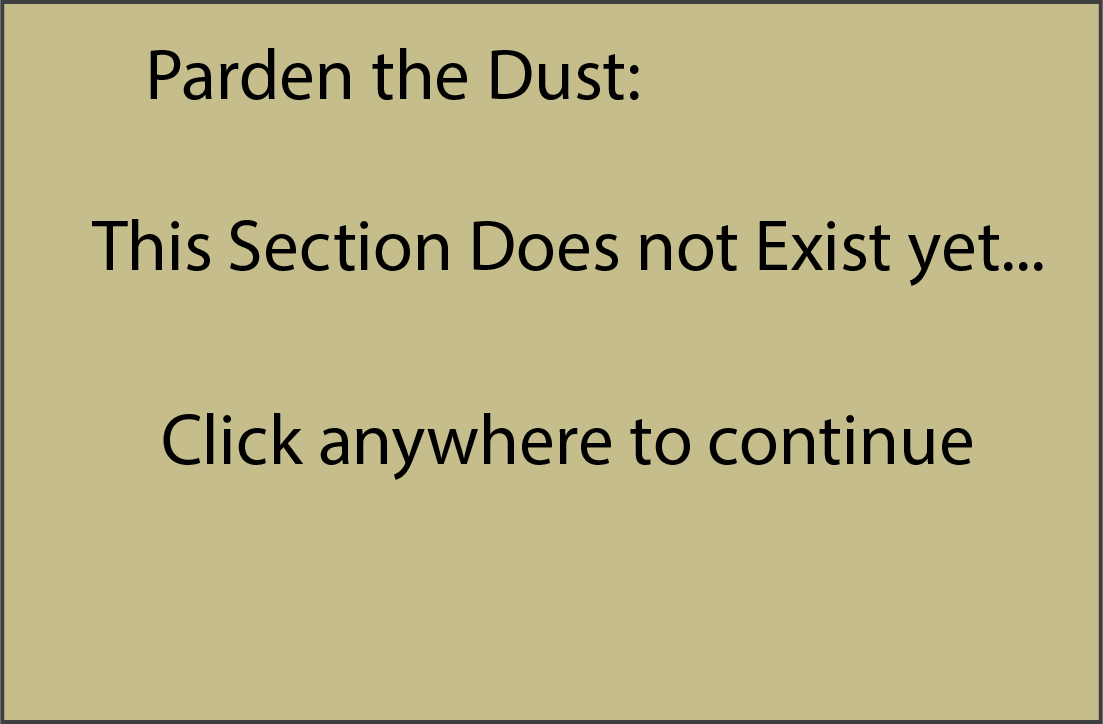 Parden the Dust:
This Section Does not Exist yet...
Click anywhere to continue